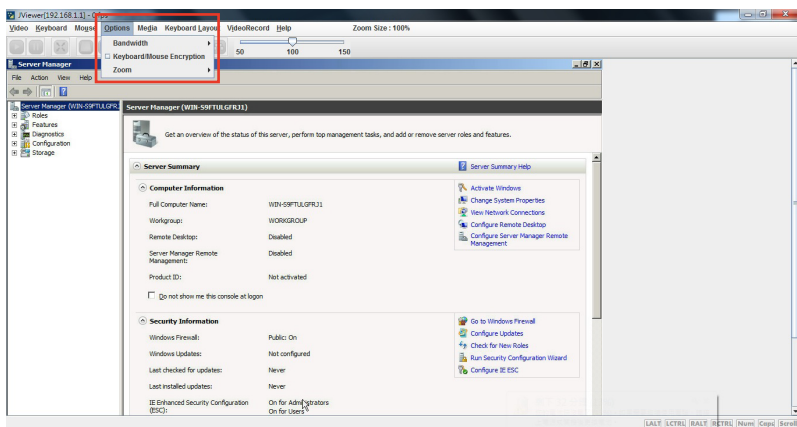 JViewer[192.168.1.1] - 0 fps
Video Keyboard Mouse Options Media Keyboard Layout VideoRecord Help Zoom Size : 100%
Bandwidth
Keyboard/Mouse Encryption
Zoom
50 100 150
Server Manager
File Action View Help
Server Manager (WIN-S9FTULGFRJ
Roles
Features
Diagnostics
Configuration
Storage
Server Manager (WIN-S9FTULGFRJ1)
Get an overview of the status of this server, perform top management tasks, and add or remove server roles and features.
Server Summary
Server Summary Help
Computer Information
Full Computer Name: WIN-S9FTULGFRJ1
Workgroup: WORKGROUP
Remote Desktop: Disabled
Server Manager Remote Management: Disabled
Product ID: Not activated
Do not show me this console at logon
Activate Windows
Change System Properties
View Network Connections
Configure Remote Desktop
Configure Server Manager Remote
Management
Security Information
Windows Firewall: Public: On
Windows Updates: Not configured
Last checked for updates: Never
Last installed updates: Never
IE Enhanced Security Configuration (ESC): On for Administrators
On for Users
Go to Windows Firewall
Configure Updates
Check for New Roles
Run Security Configuration Wizard
Configure IE ESC
LALT LCTRL RALT RCTRL Num Caps Scroll